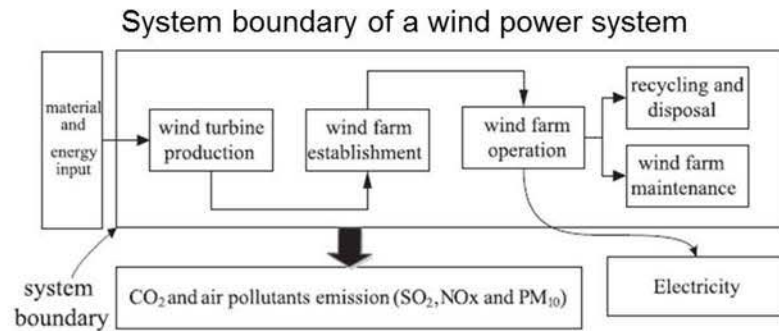 System boundary of a wind power system
material
and
energy
input
wind turbine
production
wind farm
establishment
wind farm
operation
recycling and
disposal
wind farm
maintenance
system
boundary
CO₂ and air pollutants emission (SO₂, NOx and PM₁₀)
Electricity